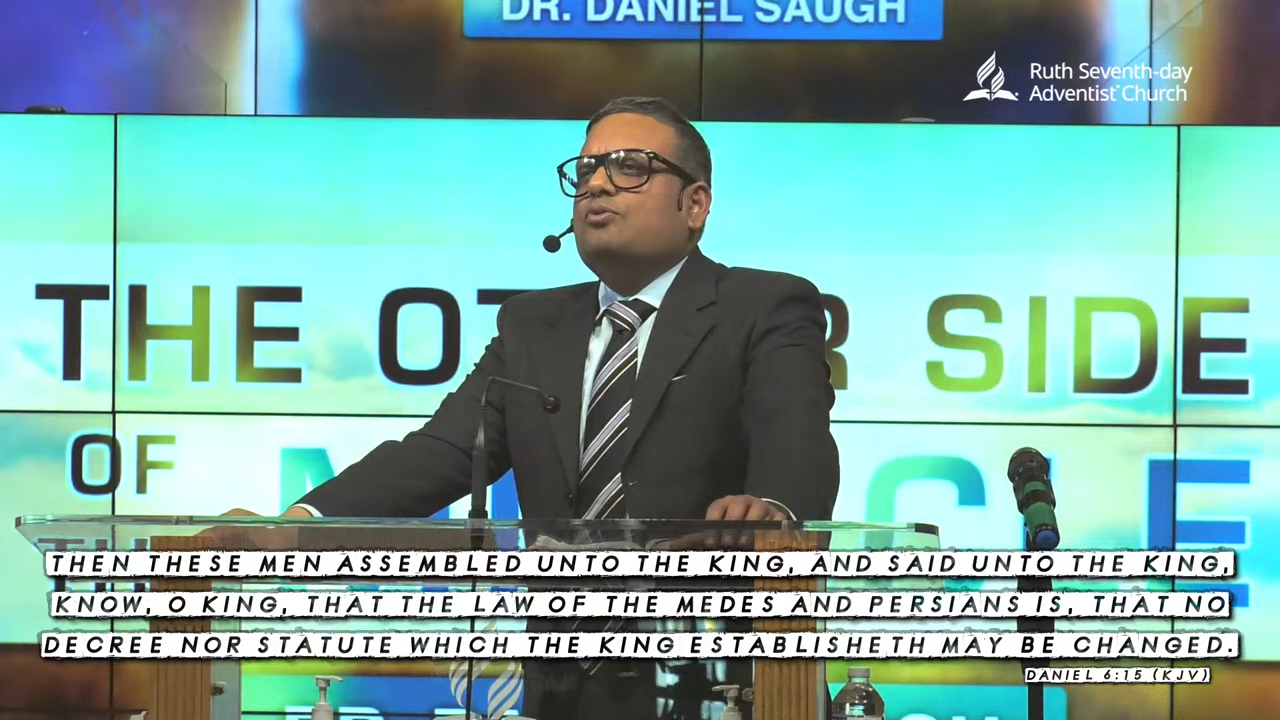 DR. DANIEL SAUGH
Ruth Seventh-day
Adventist Church
THE SIDE
OF
THEN THESE MEN ASSEMBLED UNTO THE KING, AND SAID UNTO THE KING,
KNOW, O KING, THAT THE LAW OF THE MEDES AND PERSIANS IS, THAT NO
DECREE NOR STATUTE WHICH THE KING ESTABLISHETH MAY BE CHANGED.
DANIEL 6:15 (KJV)